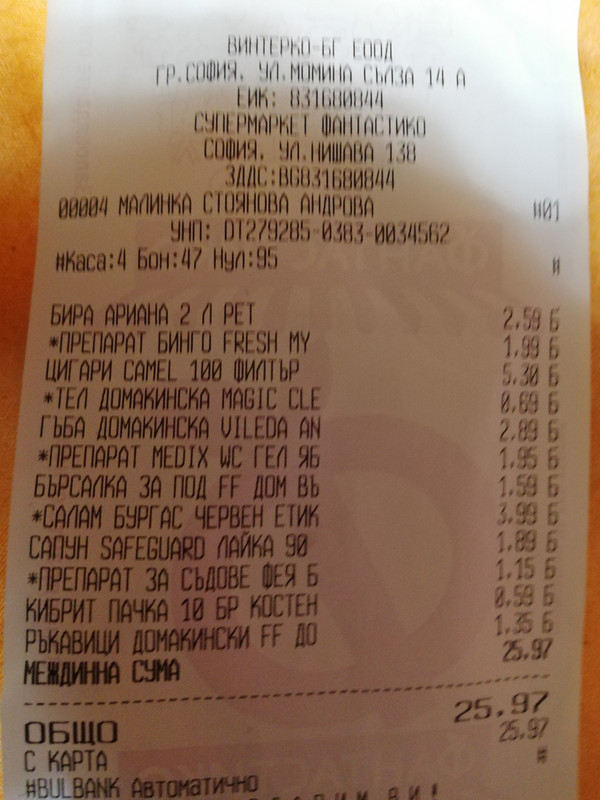 ВИНТЕРКО-БГ ЕООД
ГР.СОФИЯ. УЛ.МОМИНА СЪЛЗА 14 А
ЕИК: 831680844
СУПЕРМАРКЕТ ФАНТАСТИКО
СОФИЯ. УЛ.НИШАВА 138
ЗДДС:BG831680844
00004 МАЛИНКА СТОЯНОВА АНДРОВА #01
УНП: DT279285-0383-0034562
#Каса:4 Бон:47 Нул:95 #
БИРА АРИАНА 2 Л PET 2.59 Б
*ПРЕПАРАТ БИНГО FRESH MY 1.99 Б
ЦИГАРИ CAMEL 100 ФИЛТЪР 5.30 Б
*ТЕЛ ДОМАКИНСКА MAGIC CLE 0.69 Б
ГЪБА ДОМАКИНСКА VILEDA AN 2.89 Б
*ПРЕПАРАТ MEDIX WC ГЕЛ ЯБ 1.95 Б
БЪРСАЛКА ЗА ПОД FF ДОМ ВЬ 1.59 Б
*САЛАМ БУРГАС ЧЕРВЕН ЕТИК 3.99 Б
САПУН SAFEGUARD ЛАЙКА 90 1.89 Б
*ПРЕПАРАТ ЗА СЪДОВЕ ФЕЯ Б 1.15 Б
КИБРИТ ПАЧКА 10 БР КОСТЕН 0.59 Б
РЪКАВИЦИ ДОМАКИНСКИ FF ДО 1.35 Б
МЕЖДИННА СУМА 25.97
ОБЩО 25.97
С КАРТА 25.97
#BULBANK Автоматично #